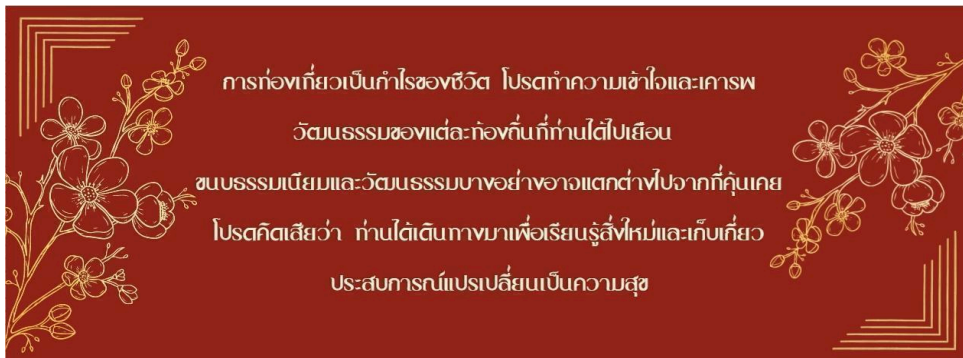 การท่องเที่ยวเป็นกำไรของชีวิต โปรดทำความเข้าใจและเคารพ
วัฒนธรรมของแต่ละท้องถิ่นที่ท่านได้ไปเยือน
ขนบธรรมเนียมและวัฒนธรรมบางอย่างอาจแตกต่างไปจากที่คุ้นเคย
โปรดคิดเสียว่า ท่านได้เดินทางมาเพื่อเรียนรู้สิ่งใหม่และเก็บเกี่ยว
ประสบการณ์แปรเปลี่ยนเป็นความสุข